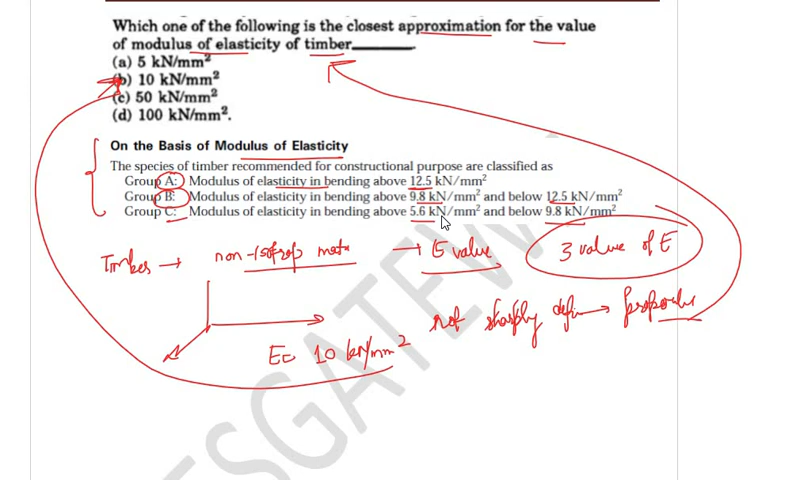 Which one of the following is the closest approximation for the value
of modulus of elasticity of timber________.
(a) 5 kN/mm²
(b) 10 kN/mm²
(c) 50 kN/mm²
(d) 100 kN/mm².
On the Basis of Modulus of Elasticity
The species of timber recommended for constructional purpose are classified as
Group A: Modulus of elasticity in bending above 12.5 kN/mm²
Group B: Modulus of elasticity in bending above 9.8 kN/mm² and below 12.5 kN/mm²
Group C: Modulus of elasticity in bending above 5.6 kN/mm² and below 9.8 kN/mm²
Timber → non-isotrop → E value 3 value of E
E= 10 kN/mm² not sharply
ESGATEW